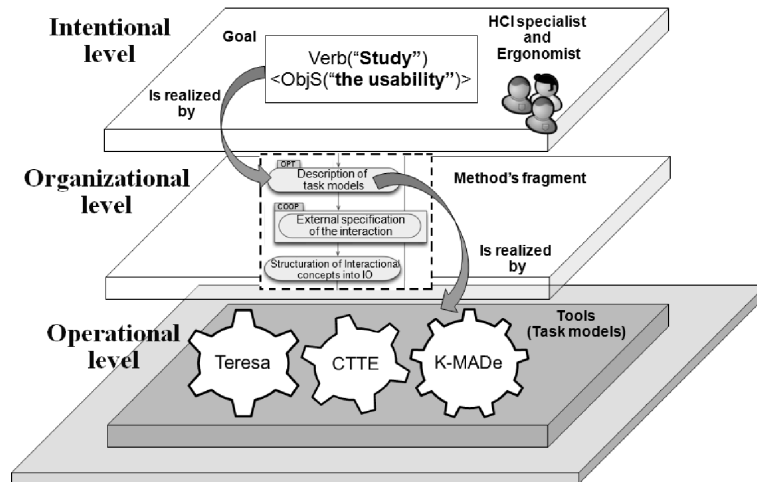 Intentional
level
Goal
Verb(“Study”)
<ObjS(“the usability”)>
HCI specialist
and
Ergonomist
Is realized
by
Organizational
level
OPT
Description of
task models
COOP
External specification
of the interaction
Structuration of Interactional
concepts into IO
Method's fragment
Is realized
by
Operational
level
Tools
(Task models)
Teresa
CTTE
K-MADe